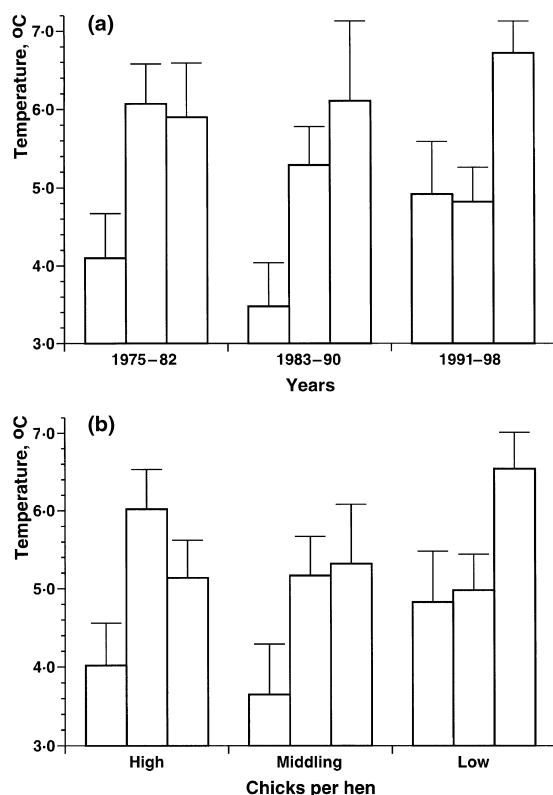 (a)
Temperature, ºC
7·0
6·0
5·0
4·0
3·0
1975–82 1983–90 1991–98
Years
(b)
Temperature, ºC
7·0
6·0
5·0
4·0
3·0
High Middling Low
Chicks per hen